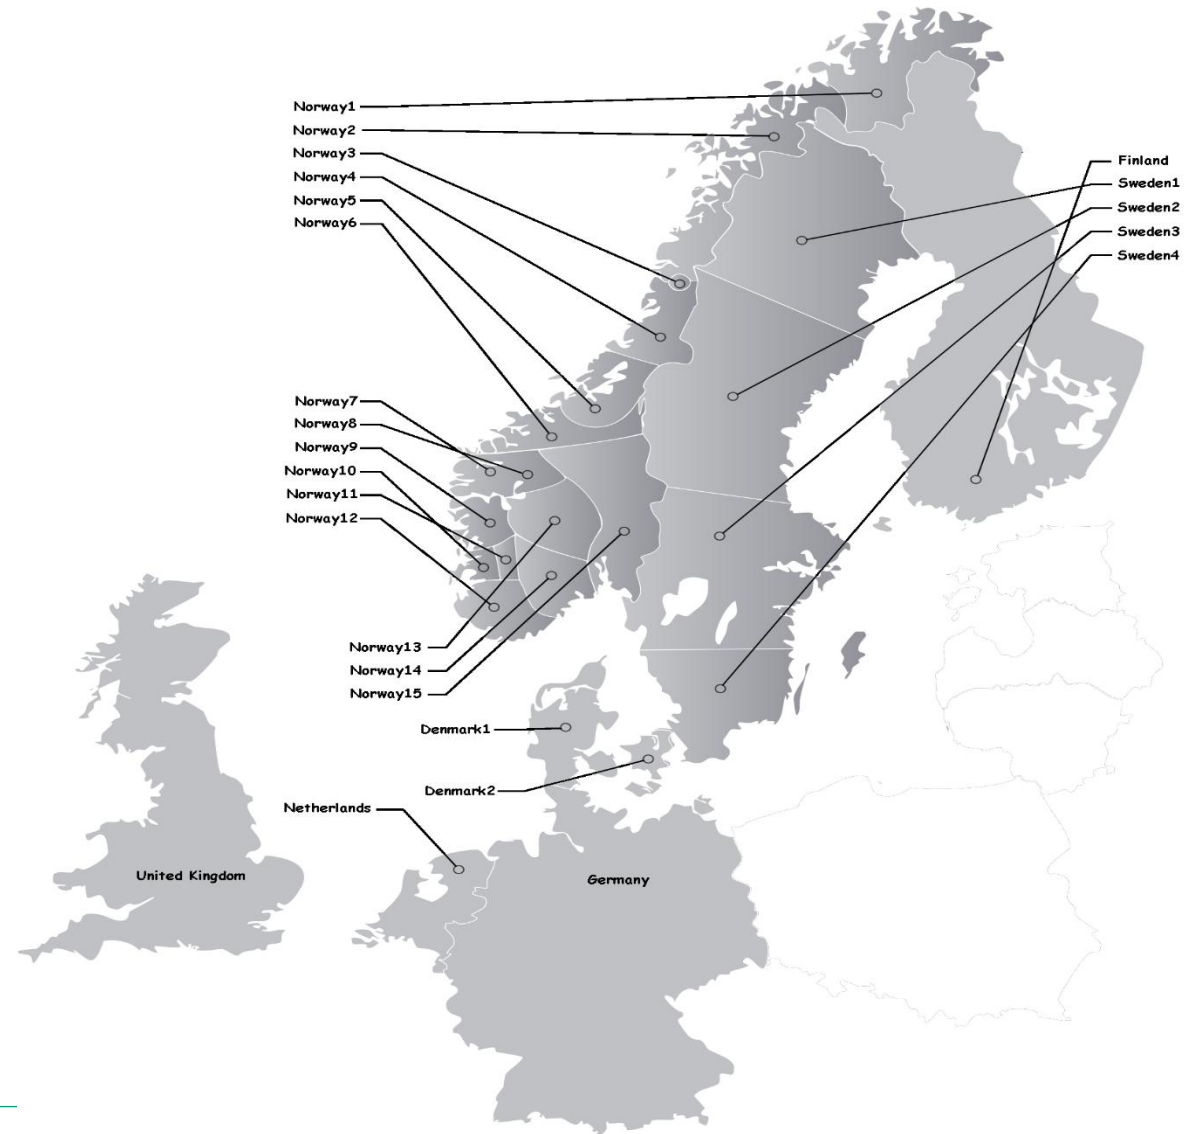 Norway1
Norway2
Norway3
Norway4
Norway5
Norway6
Finland
Sweden1
Sweden2
Sweden3
Sweden4
Norway7
Norway8
Norway9
Norway10
Norway11
Norway12
Norway13
Norway14
Norway15
Denmark1
Denmark2
Netherlands
United Kingdom
Germany